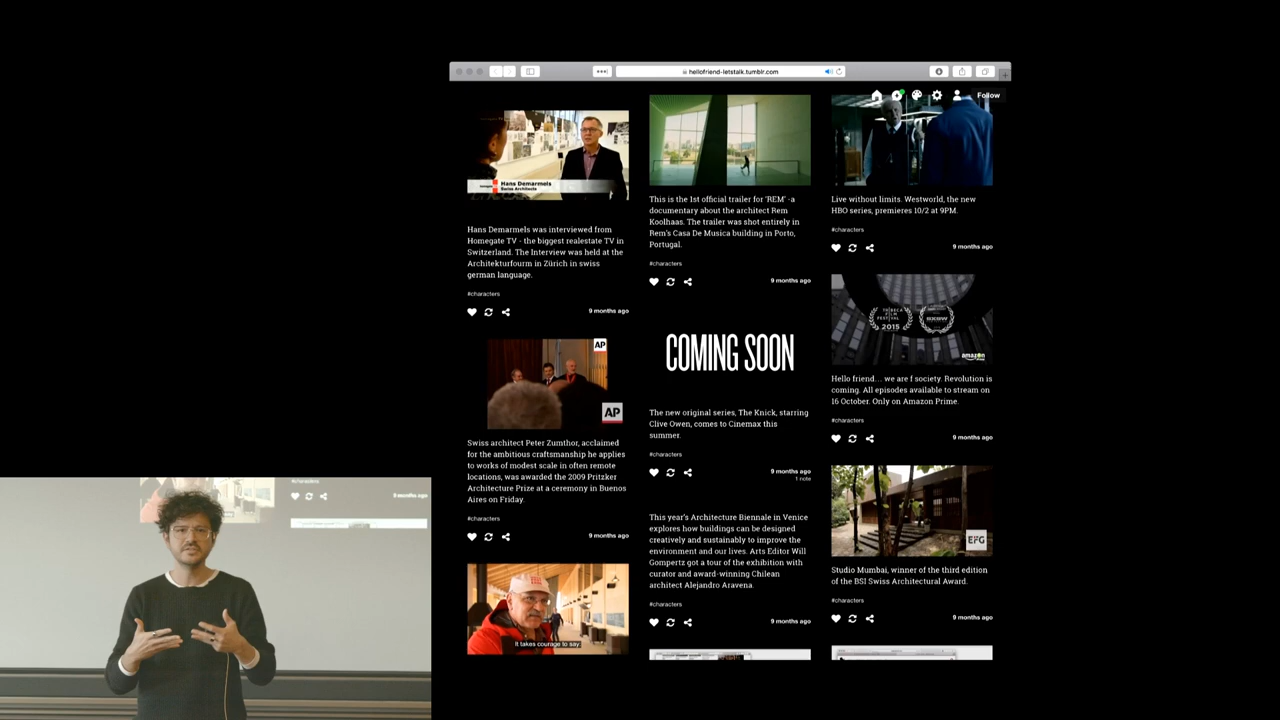 hellofriend-letstalk.tumblr.com
Follow
Hans Demarmels
Swiss Architects
Hans Demarmels was interviewed from
Homegate TV - the biggest realestate TV in
Switzerland. The Interview was held at the
Architekturfourm in Zürich in swiss
german language.
#characters
9 months ago
AP
AP
Swiss architect Peter Zumthor, acclaimed
for the ambitious craftsmanship he applies
to works of modest scale in often remote
locations, was awarded the 2009 Pritzker
Architecture Prize at a ceremony in Buenos
Aires on Friday.
#characters
9 months ago
It takes courage to say:
This is the 1st official trailer for 'REM' -a
documentary about the architect Rem
Koolhaas. The trailer was shot entirely in
Rem's Casa De Musica building in Porto,
Portugal.
#characters
9 months ago
COMING SOON
The new original series, The Knick, starring
Clive Owen, comes to Cinemax this
summer.
#characters
9 months ago
1 note
This year's Architecture Biennale in Venice
explores how buildings can be designed
creatively and sustainably to improve the
environment and our lives. Arts Editor Will
Gompertz got a tour of the exhibition with
curator and award-winning Chilean
architect Alejandro Aravena.
#characters
9 months ago
Live without limits. Westworld, the new
HBO series, premieres 10/2 at 9PM.
#characters
9 months ago
TRIBECA
FILM
FESTIVAL
2015
SXSW
amazon
Hello friend... we are f society. Revolution is
coming. All episodes available to stream on
16 October. Only on Amazon Prime.
#characters
9 months ago
EFG
Studio Mumbai, winner of the third edition
of the BSI Swiss Architectural Award.
#characters
9 months ago
#characters
9 months ago